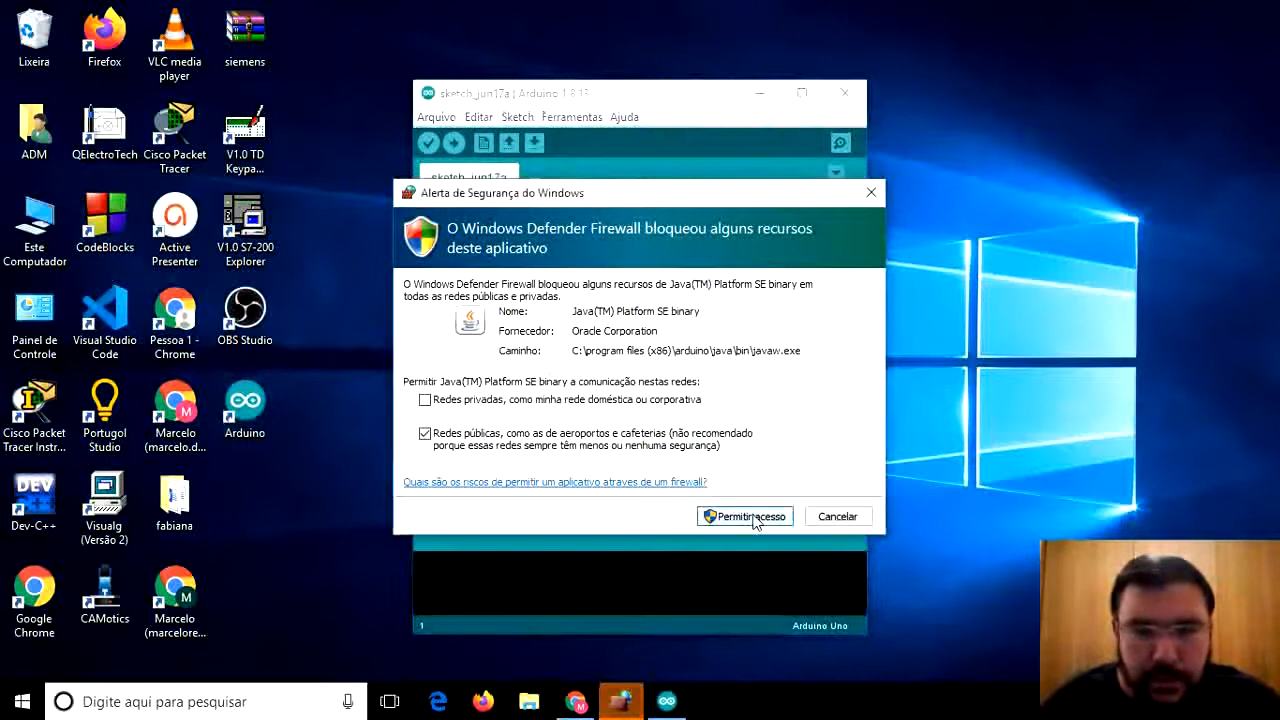 Lixeira
Firefox
VLC media
player
siemens
ADM
QElectroTech
Cisco Packet
Tracer
V1.0 TD
Keypa...
Este
Computador
CodeBlocks
Active
Presenter
V1.0 S7-200
Explorer
Painel de
Controle
Visual Studio
Code
Pessoa 1 -
Chrome
OBS Studio
Cisco Packet
Tracer Instr...
Portugol
Studio
Marcelo
(marcelo.d...
Arduino
Dev-C++
Visualg
(Versão 2)
fabiana
Google
Chrome
CAMotics
Marcelo
(marcelore...
sketch_jun17a | Arduino 1.8.13
Arquivo Editar Sketch Ferramentas Ajuda
sketch_jun17a
Alerta de Segurança do Windows
O Windows Defender Firewall bloqueou alguns recursos
deste aplicativo
O Windows Defender Firewall bloqueou alguns recursos de Java(TM) Platform SE binary em
todas as redes públicas e privadas.
Nome: Java(TM) Platform SE binary
Fornecedor: Oracle Corporation
Caminho: C:\program files (x86)\arduino\java\bin\javaw.exe
Permitir Java(TM) Platform SE binary a comunicação nestas redes:
Redes privadas, como minha rede doméstica ou corporativa
Redes públicas, como as de aeroportos e cafeterias (não recomendado
porque essas redes sempre têm menos ou nenhuma segurança)
Quais são os riscos de permitir um aplicativo através de um firewall?
Permitir acesso Cancelar
1 Arduino Uno
Digite aqui para pesquisar